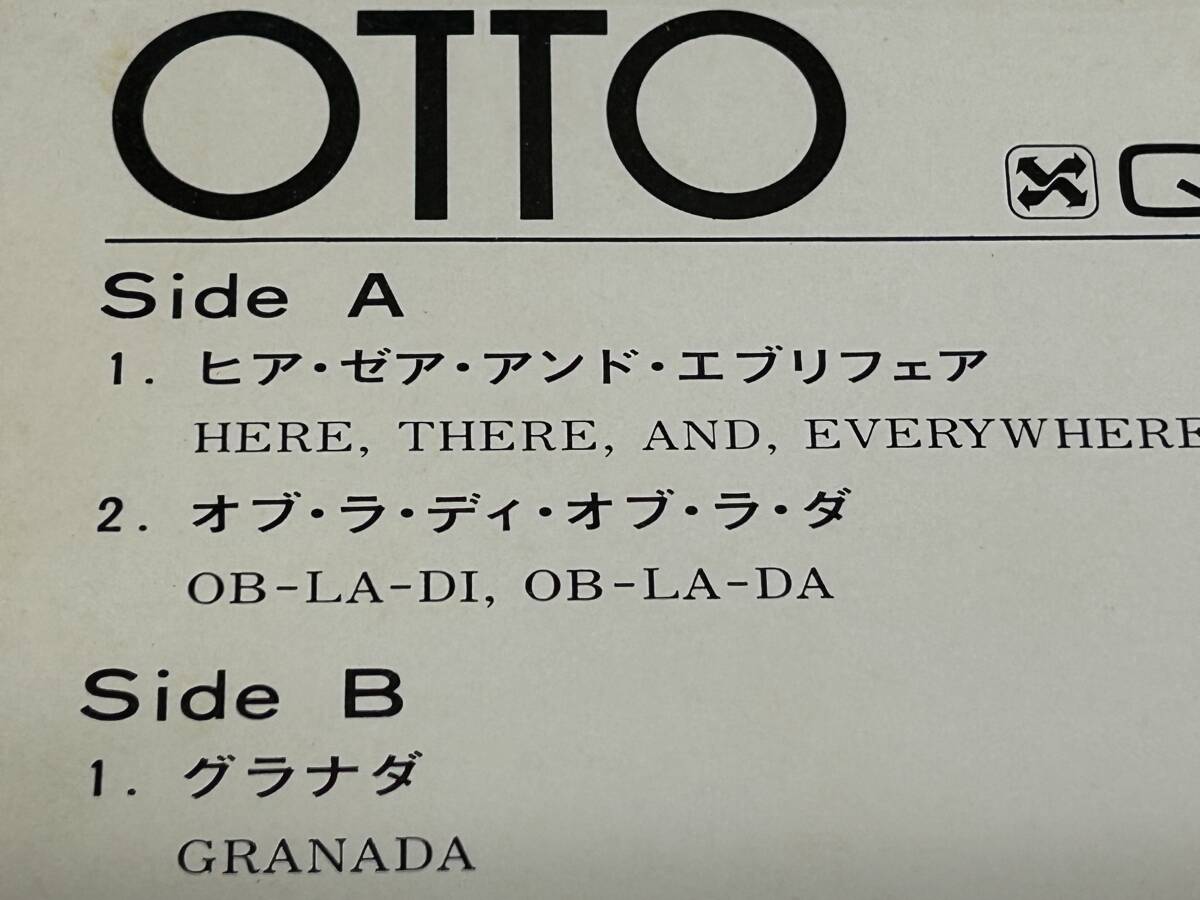 OTTO
Side A
1. ヒア・ゼア・アンド・エブリフェア
HERE, THERE, AND, EVERYWHERE
2. オブ・ラ・ディ・オブ・ラ・ダ
OB-LA-DI, OB-LA-DA
Side B
1. グラナダ
GRANADA